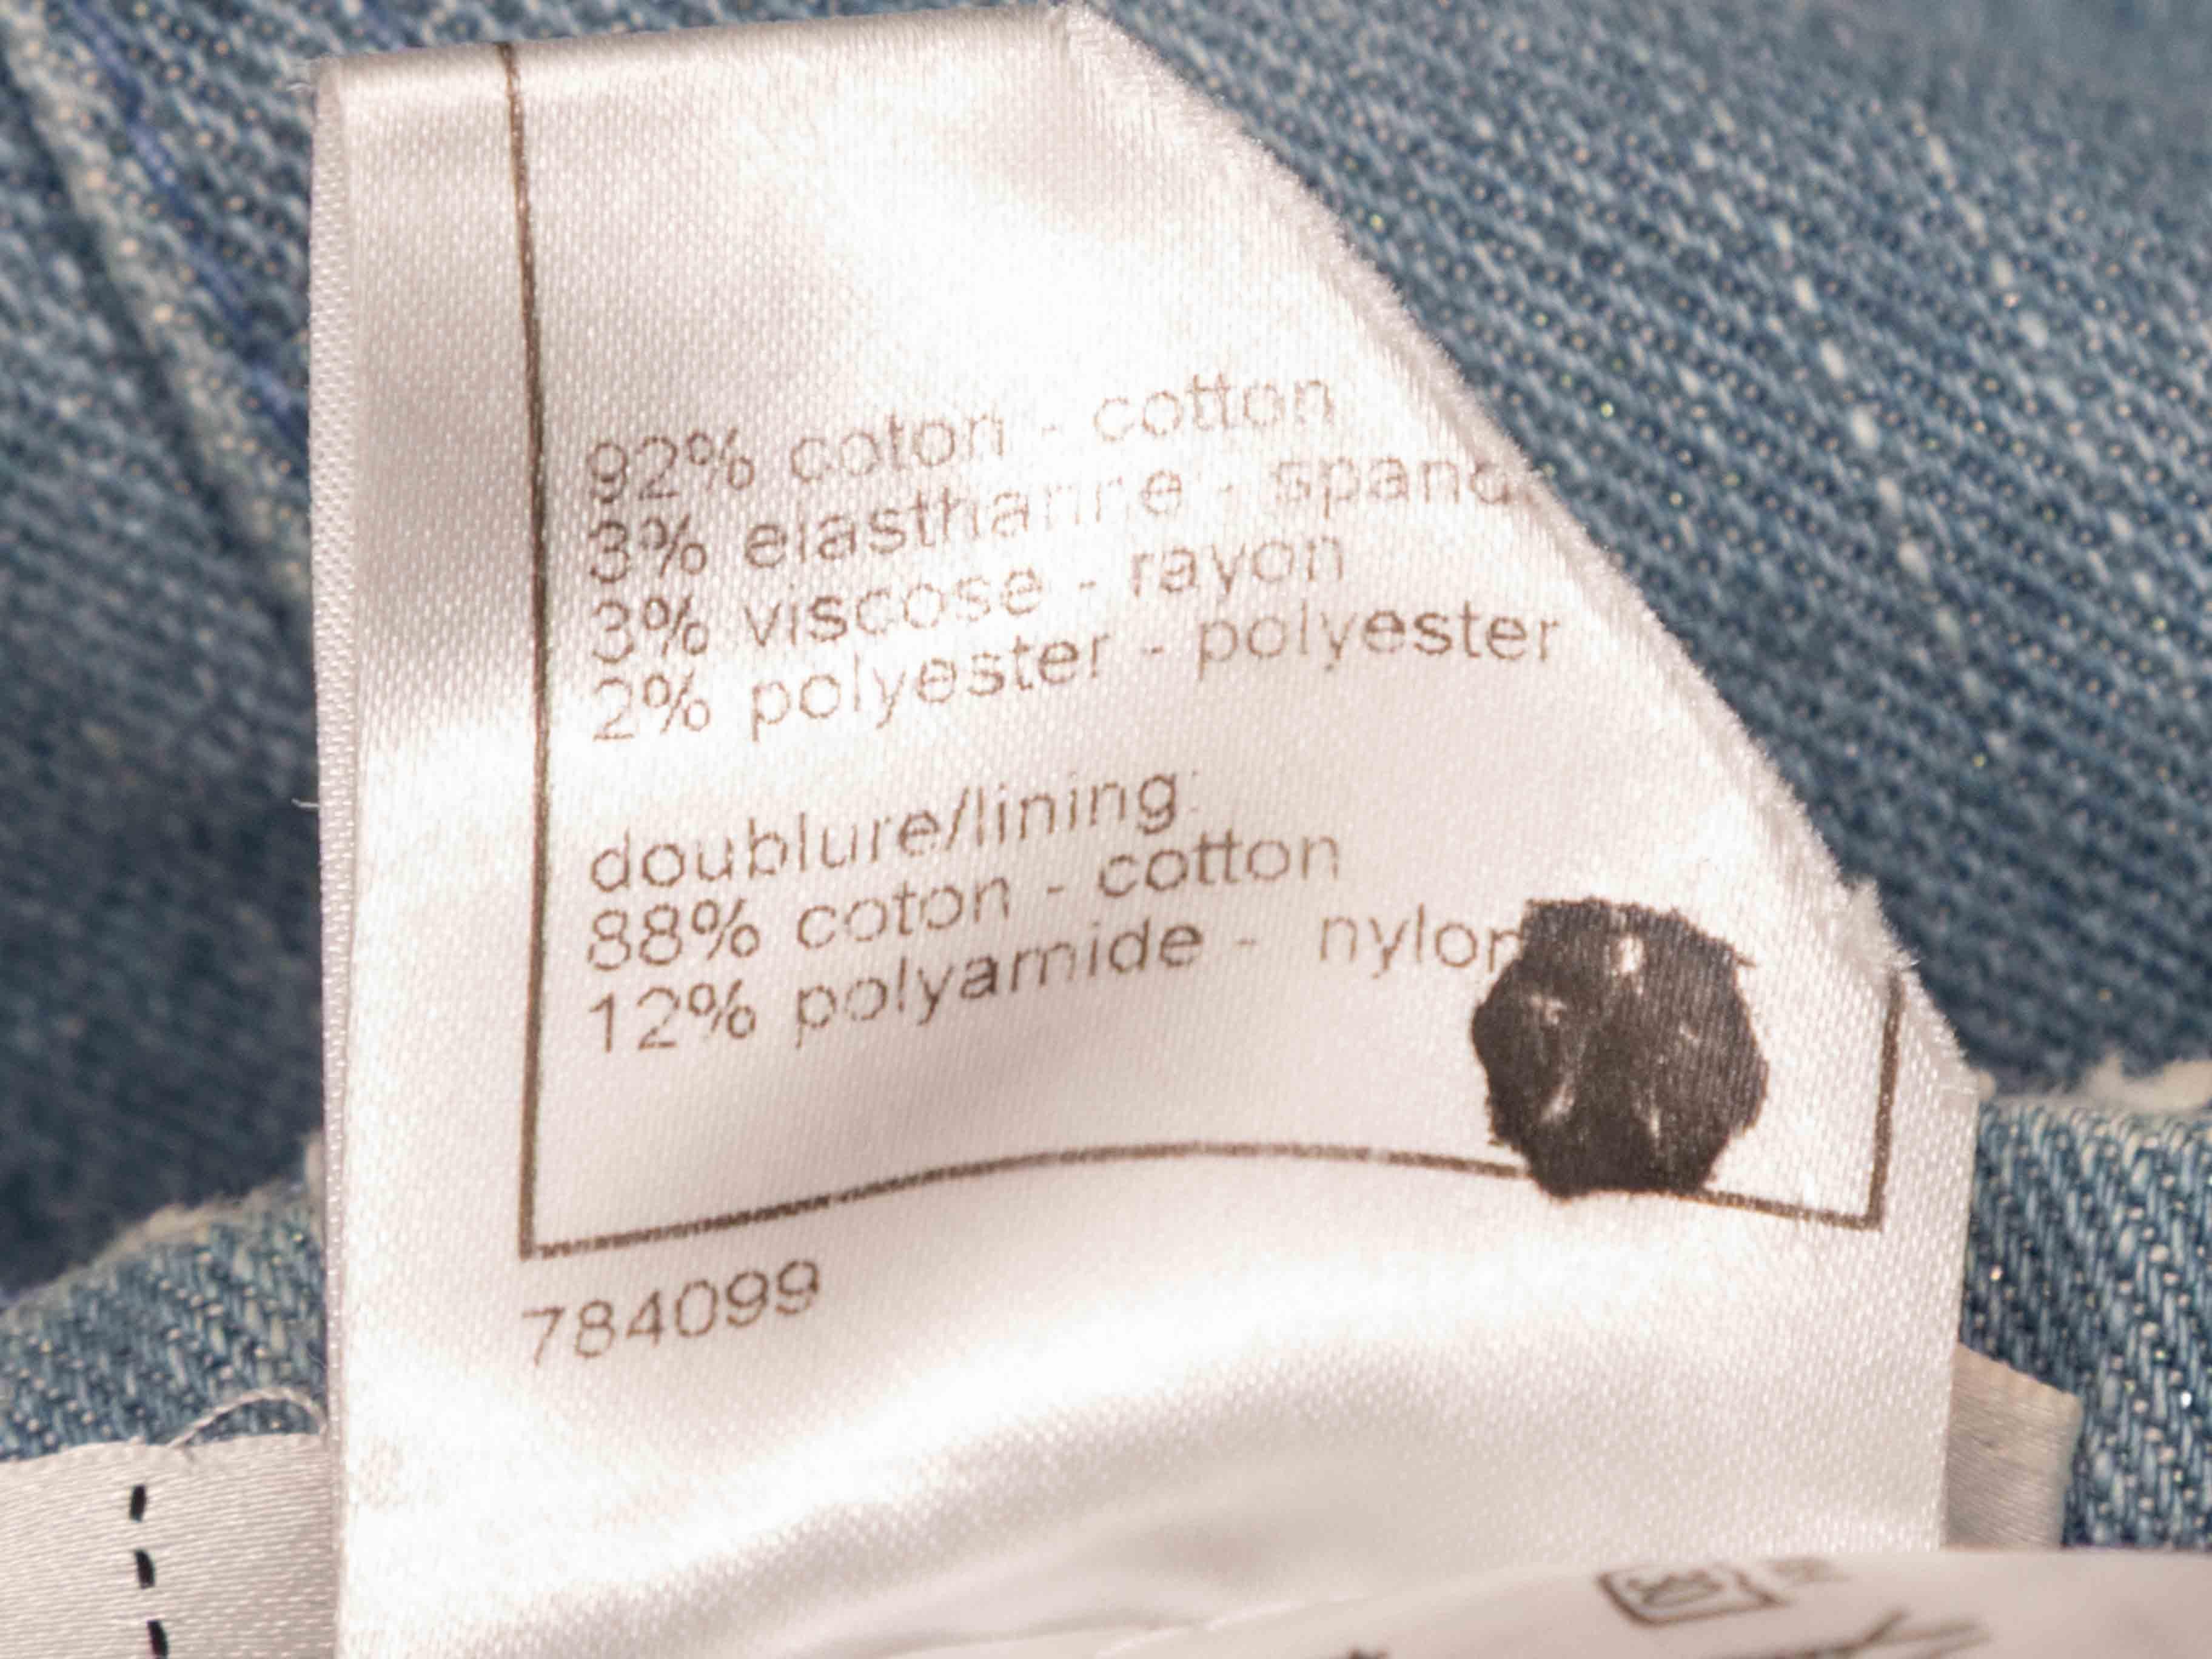 92% coton - cotton
3% elasthanne - spand
3% viscose - rayon
2% polyester - polyester
doublure/lining:
88% coton - cotton
12% polyamide - nylon
784099